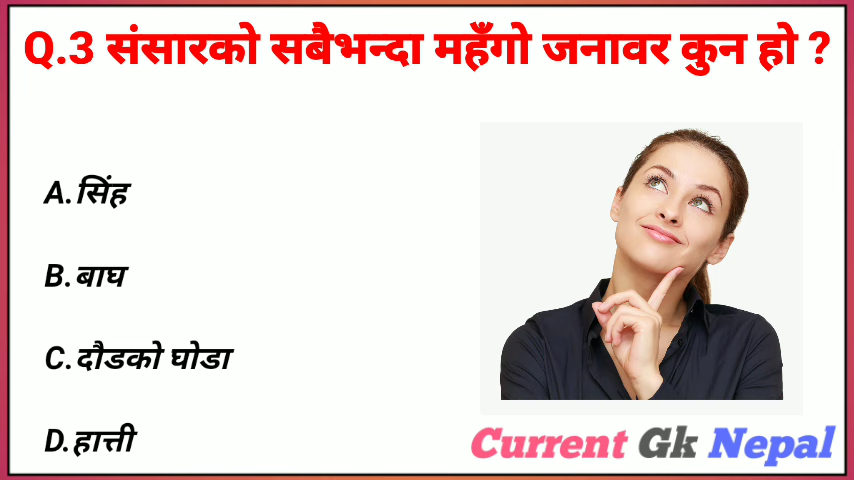 Q.3 संसारको सबैभन्दा महँगो जनावर कुन हो ?
A.सिंह
B.बाघ
C.दौडको घोडा
D.हात्ती
Current Gk Nepal